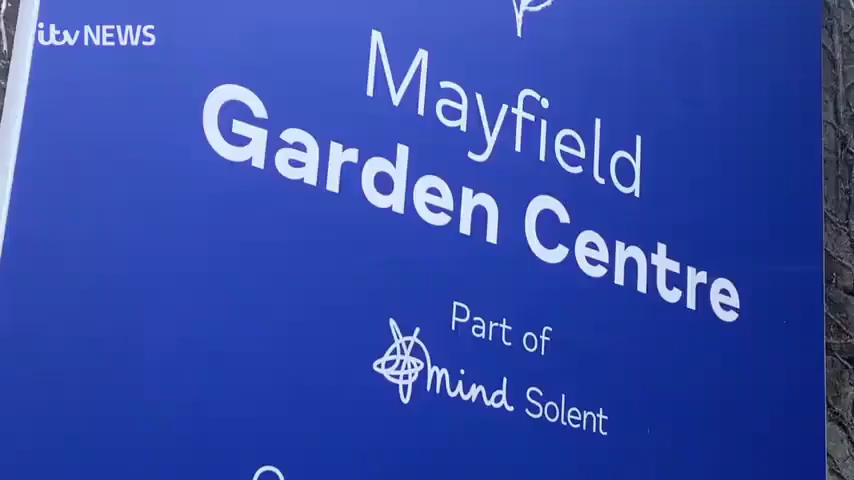 itv NEWS
Mayfield
Garden Centre
Part of
mind Solent